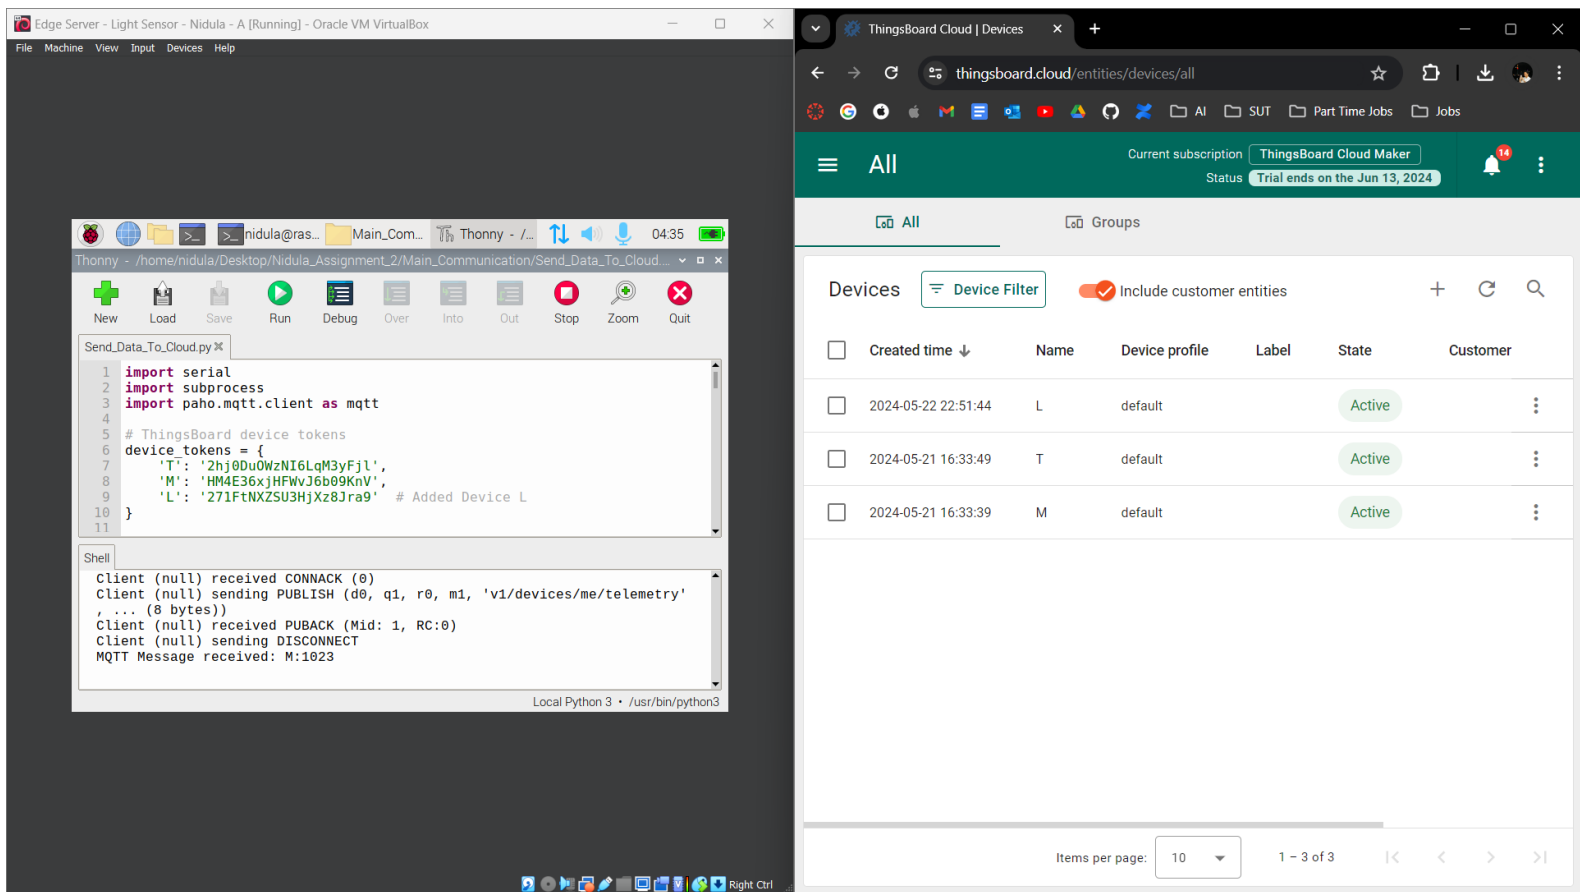 Edge Server - Light Sensor - Nidula - A [Running] - Oracle VM VirtualBox
File Machine View Input Devices Help
nidula@ras... Main_Com... Thonny - /... 04:35
Thonny - /home/nidula/Desktop/Nidula_Assignment_2/Main_Communication/Send_Data_To_Cloud....
New Load Save Run Debug Over Into Out Stop Zoom Quit
Send_Data_To_Cloud.py
1 import serial
2 import subprocess
3 import paho.mqtt.client as mqtt
4
5 # ThingsBoard device tokens
6 device_tokens = {
7 'T': '2hj0DuOWzNI6LqM3yFjl',
8 'M': 'HM4E36xjHFWvJ6b09KnV',
9 'L': '271FtNXZSU3HjXz8Jra9' # Added Device L
10 }
11
Shell
Client (null) received CONNACK (0)
Client (null) sending PUBLISH (d0, q1, r0, m1, 'v1/devices/me/telemetry'
, ... (8 bytes))
Client (null) received PUBACK (Mid: 1, RC:0)
Client (null) sending DISCONNECT
MQTT Message received: M:1023
Local Python 3 • /usr/bin/python3
Right Ctrl
ThingsBoard Cloud | Devices
thingsboard.cloud/entities/devices/all
AI SUT Part Time Jobs Jobs
All
Current subscription ThingsBoard Cloud Maker
Status Trial ends on the Jun 13, 2024
14
All Groups
Devices Device Filter Include customer entities
Created time Name Device profile Label State Customer
2024-05-22 22:51:44 L default Active
2024-05-21 16:33:49 T default Active
2024-05-21 16:33:39 M default Active
Items per page: 10 1 – 3 of 3